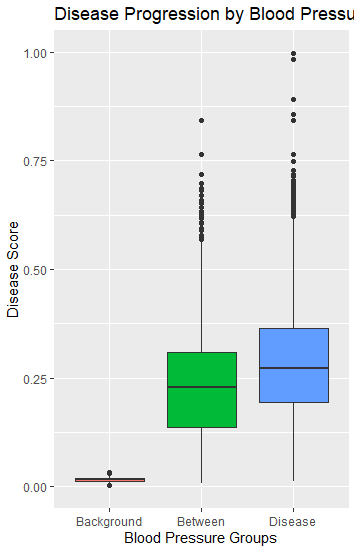 Disease Progression by Blood Pressu
1.00
0.75
0.50
0.25
0.00
Disease Score
Background Between Disease
Blood Pressure Groups